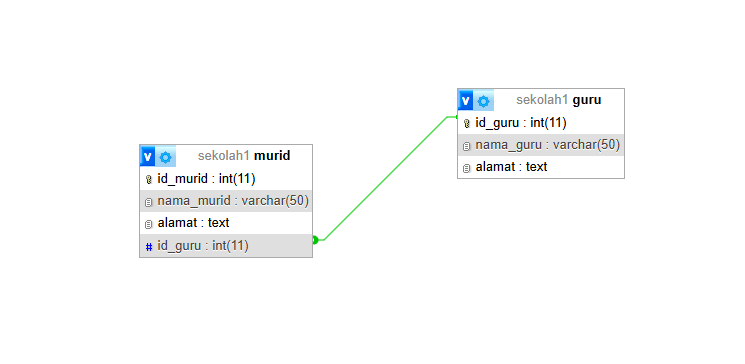 sekolah1 guru
id_guru : int(11)
nama_guru : varchar(50)
alamat : text
sekolah1 murid
id_murid : int(11)
nama_murid : varchar(50)
alamat : text
# id_guru : int(11)